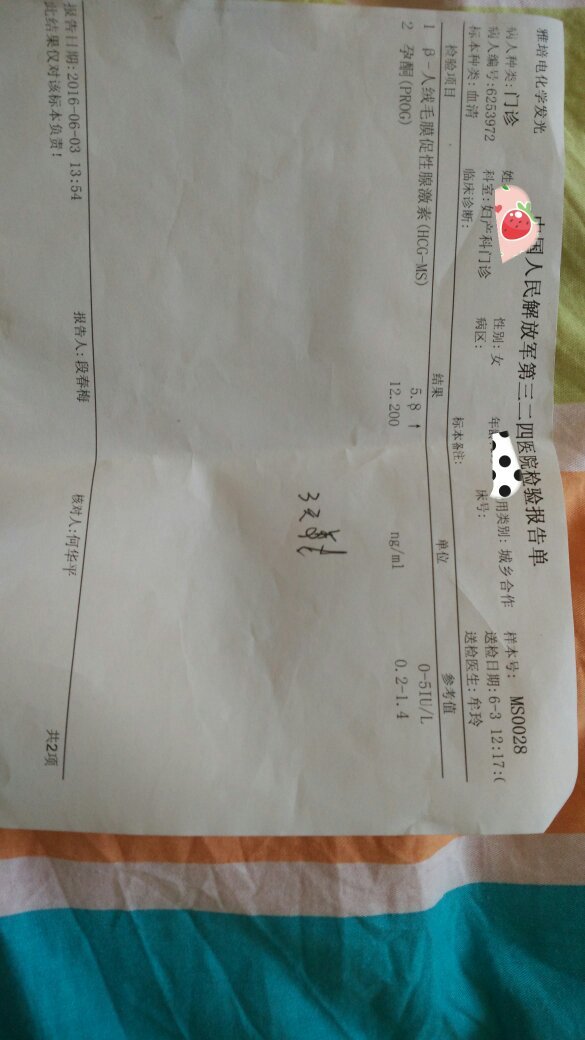 雅培电化学发光
中国人民解放军第三二四医院检验报告单
病人种类:门诊 姓 性别:女 年龄 用类别:城乡合作 样本号: MS0028
病人编号:6253972 科室:妇产科门诊 病区: 床号: 送检日期:6-3 12:17:(
标本种类:血清 临床诊断: 标本备注: 送检医生:牟玲
检验项目 结果 单位 参考值
1 β-人绒毛膜促性腺激素(HCG-MS) 5.8 ↑ 0-5IU/L
2 孕酮(PROG) 12.200 ng/ml 0.2-1.4
报告日期:2016-06-03 13:54 报告人:段春梅 核对人:何华平 共2项
此结果仅对该标本负责!